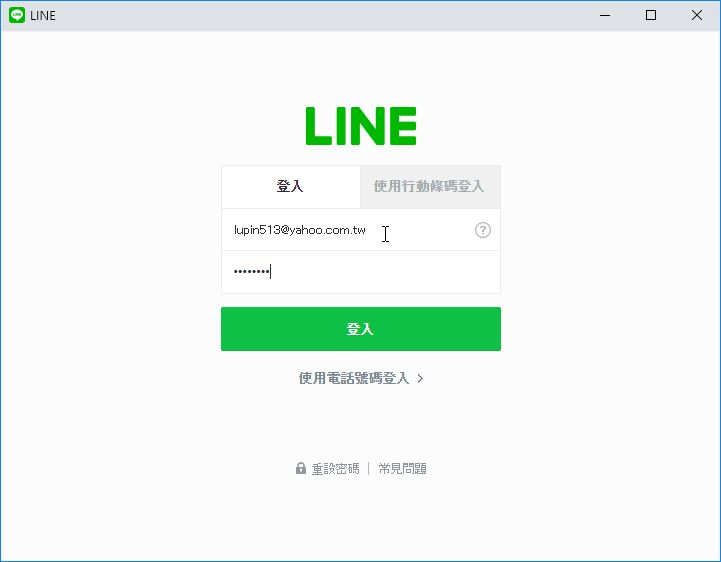 LINE
LINE
登入
使用行動條碼登入
lupin513@yahoo.com.tw
?
••••••••
登入
使用電話號碼登入 >
重設密碼 | 常見問題